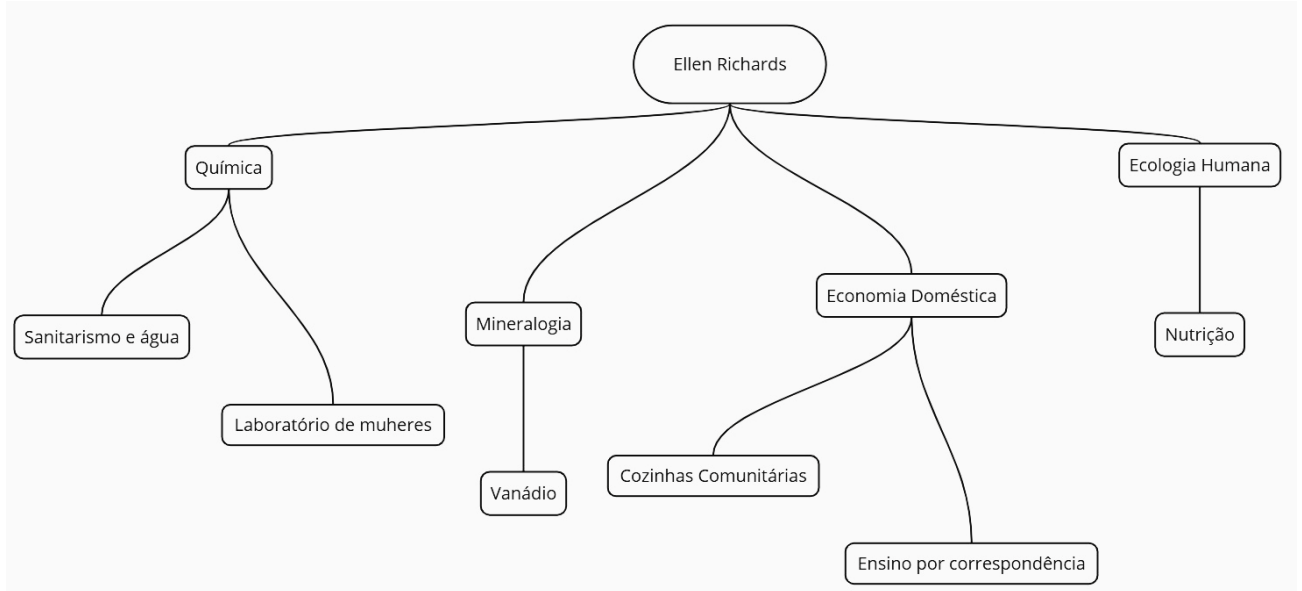 Ellen Richards
Química
Ecologia Humana
Economia Doméstica
Mineralogia
Sanitarismo e água
Nutrição
Laboratório de muheres
Cozinhas Comunitárias
Vanádio
Ensino por correspondência